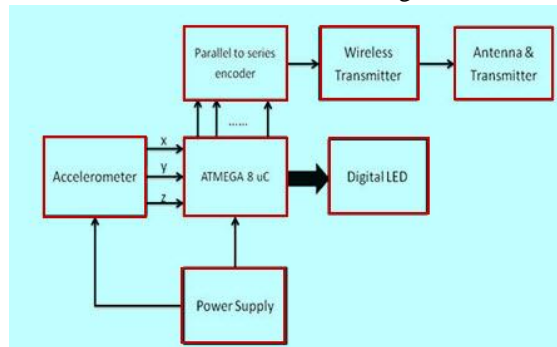 Parallel to series
encoder
Wireless
Transmitter
Antenna &
Transmitter
......
x
y
z
Accelerometer
ATMEGA 8 uC
Digital LED
Power Supply